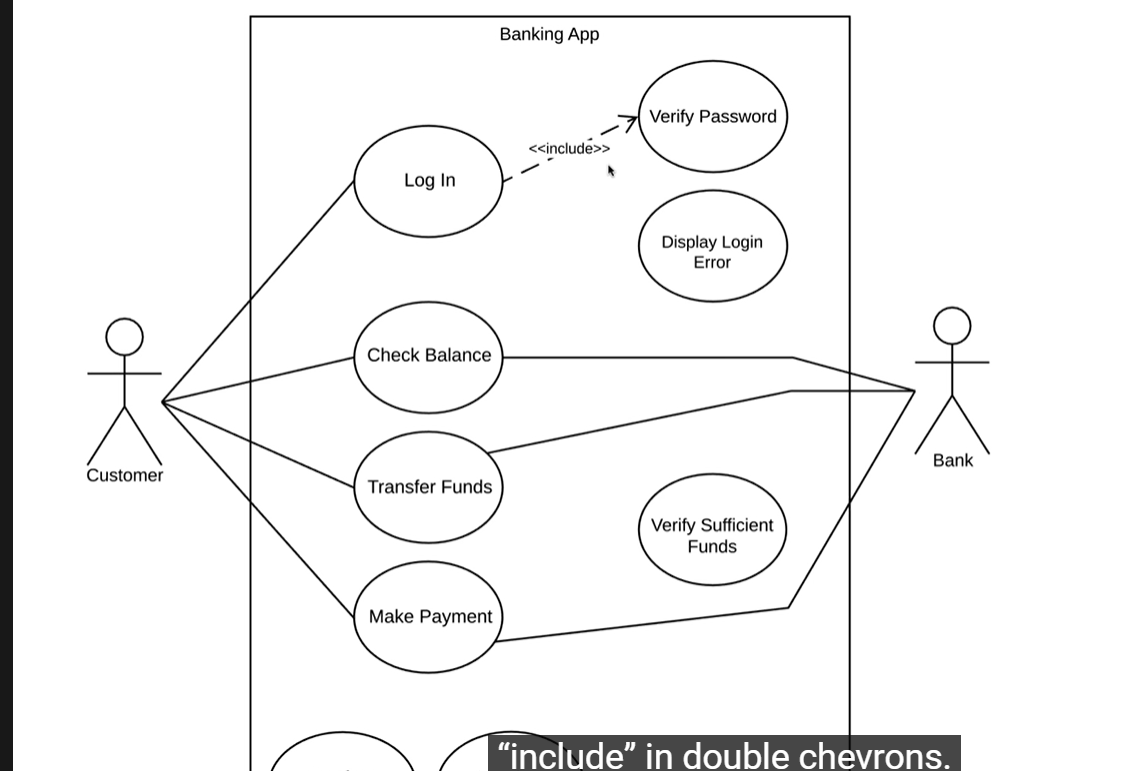 Banking App
Verify Password
<<include>>
Log In
Display Login
Error
Check Balance
Customer
Bank
Transfer Funds
Verify Sufficient
Funds
Make Payment
“include” in double chevrons.